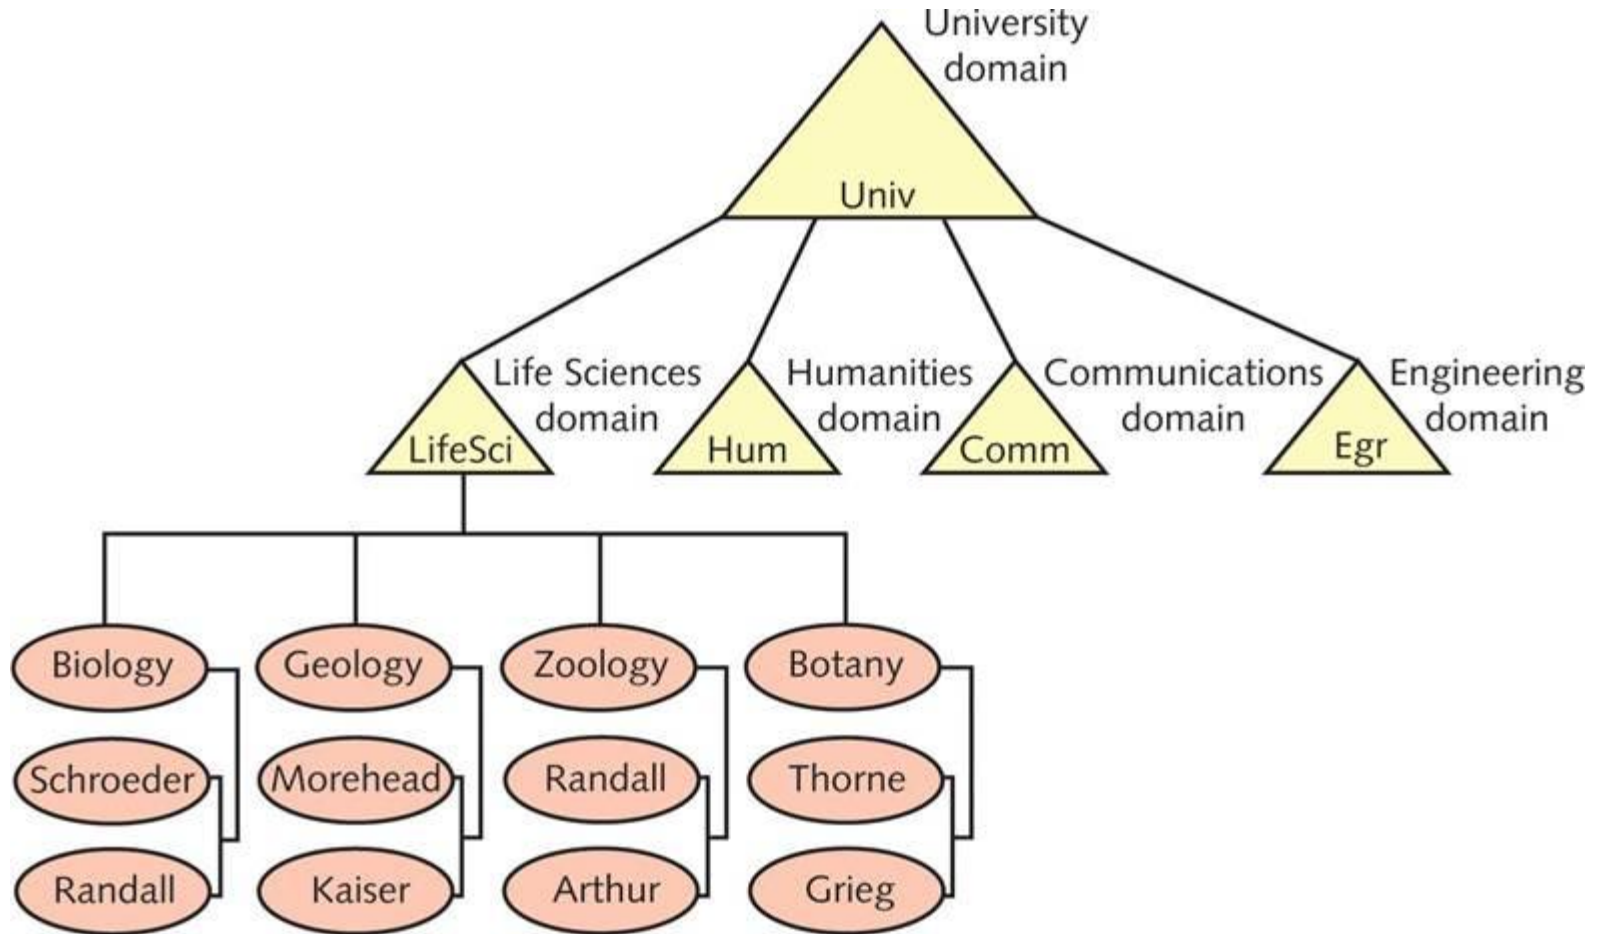 University
domain
Univ
Life Sciences
domain
LifeSci
Humanities
domain
Hum
Communications
domain
Comm
Engineering
domain
Egr
Biology
Geology
Zoology
Botany
Schroeder
Morehead
Randall
Thorne
Randall
Kaiser
Arthur
Grieg